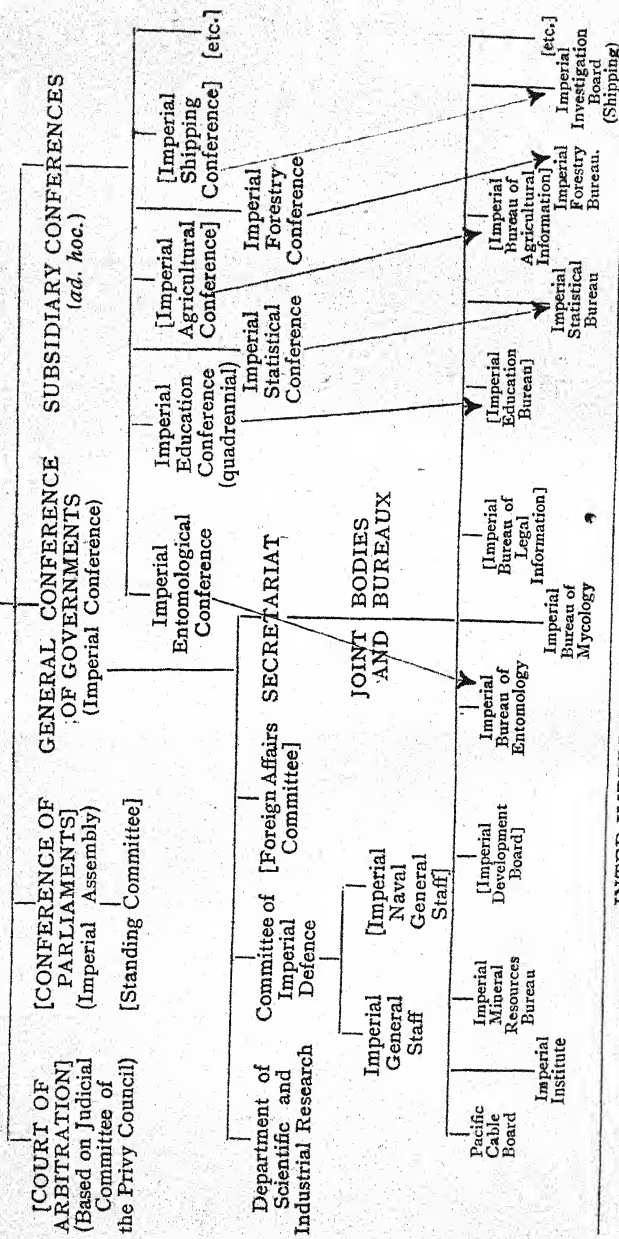 [COURT OF
ARBITRATION]
(Based on Judicial
Committee of
the Privy Council)
[CONFERENCE OF
PARLIAMENTS]
(Imperial Assembly)
[Standing Committee]
GENERAL CONFERENCE
OF GOVERNMENTS
(Imperial Conference)
SUBSIDIARY CONFERENCES
(ad. hoc.)
Imperial
Entomological
Conference
Imperial
Education
Conference
(quadrennial)
Imperial
Statistical
Conference
[Imperial
Agricultural
Conference]
Imperial
Forestry
Conference
[Imperial
Shipping
Conference]
[etc.]
Department of
Scientific and
Industrial Research
Committee of
Imperial
Defence
[Foreign Affairs
Committee]
SECRETARIAT
Imperial
General
Staff
[Imperial
Naval
General
Staff]
JOINT BODIES
AND BUREAUX
Pacific
Cable
Board
Imperial
Institute
Imperial
Mineral
Resources
Bureau
[Imperial
Development
Board]
Imperial
Bureau of
Entomology
Imperial
Bureau of
Mycology
[Imperial
Bureau of
Legal
Information]
[Imperial
Education
Bureau]
Imperial
Statistical
Bureau
[Imperial
Bureau of
Agricultural
Information]
Imperial
Forestry
Bureau.
Imperial
Investigation
Board
(Shipping)
[etc.]